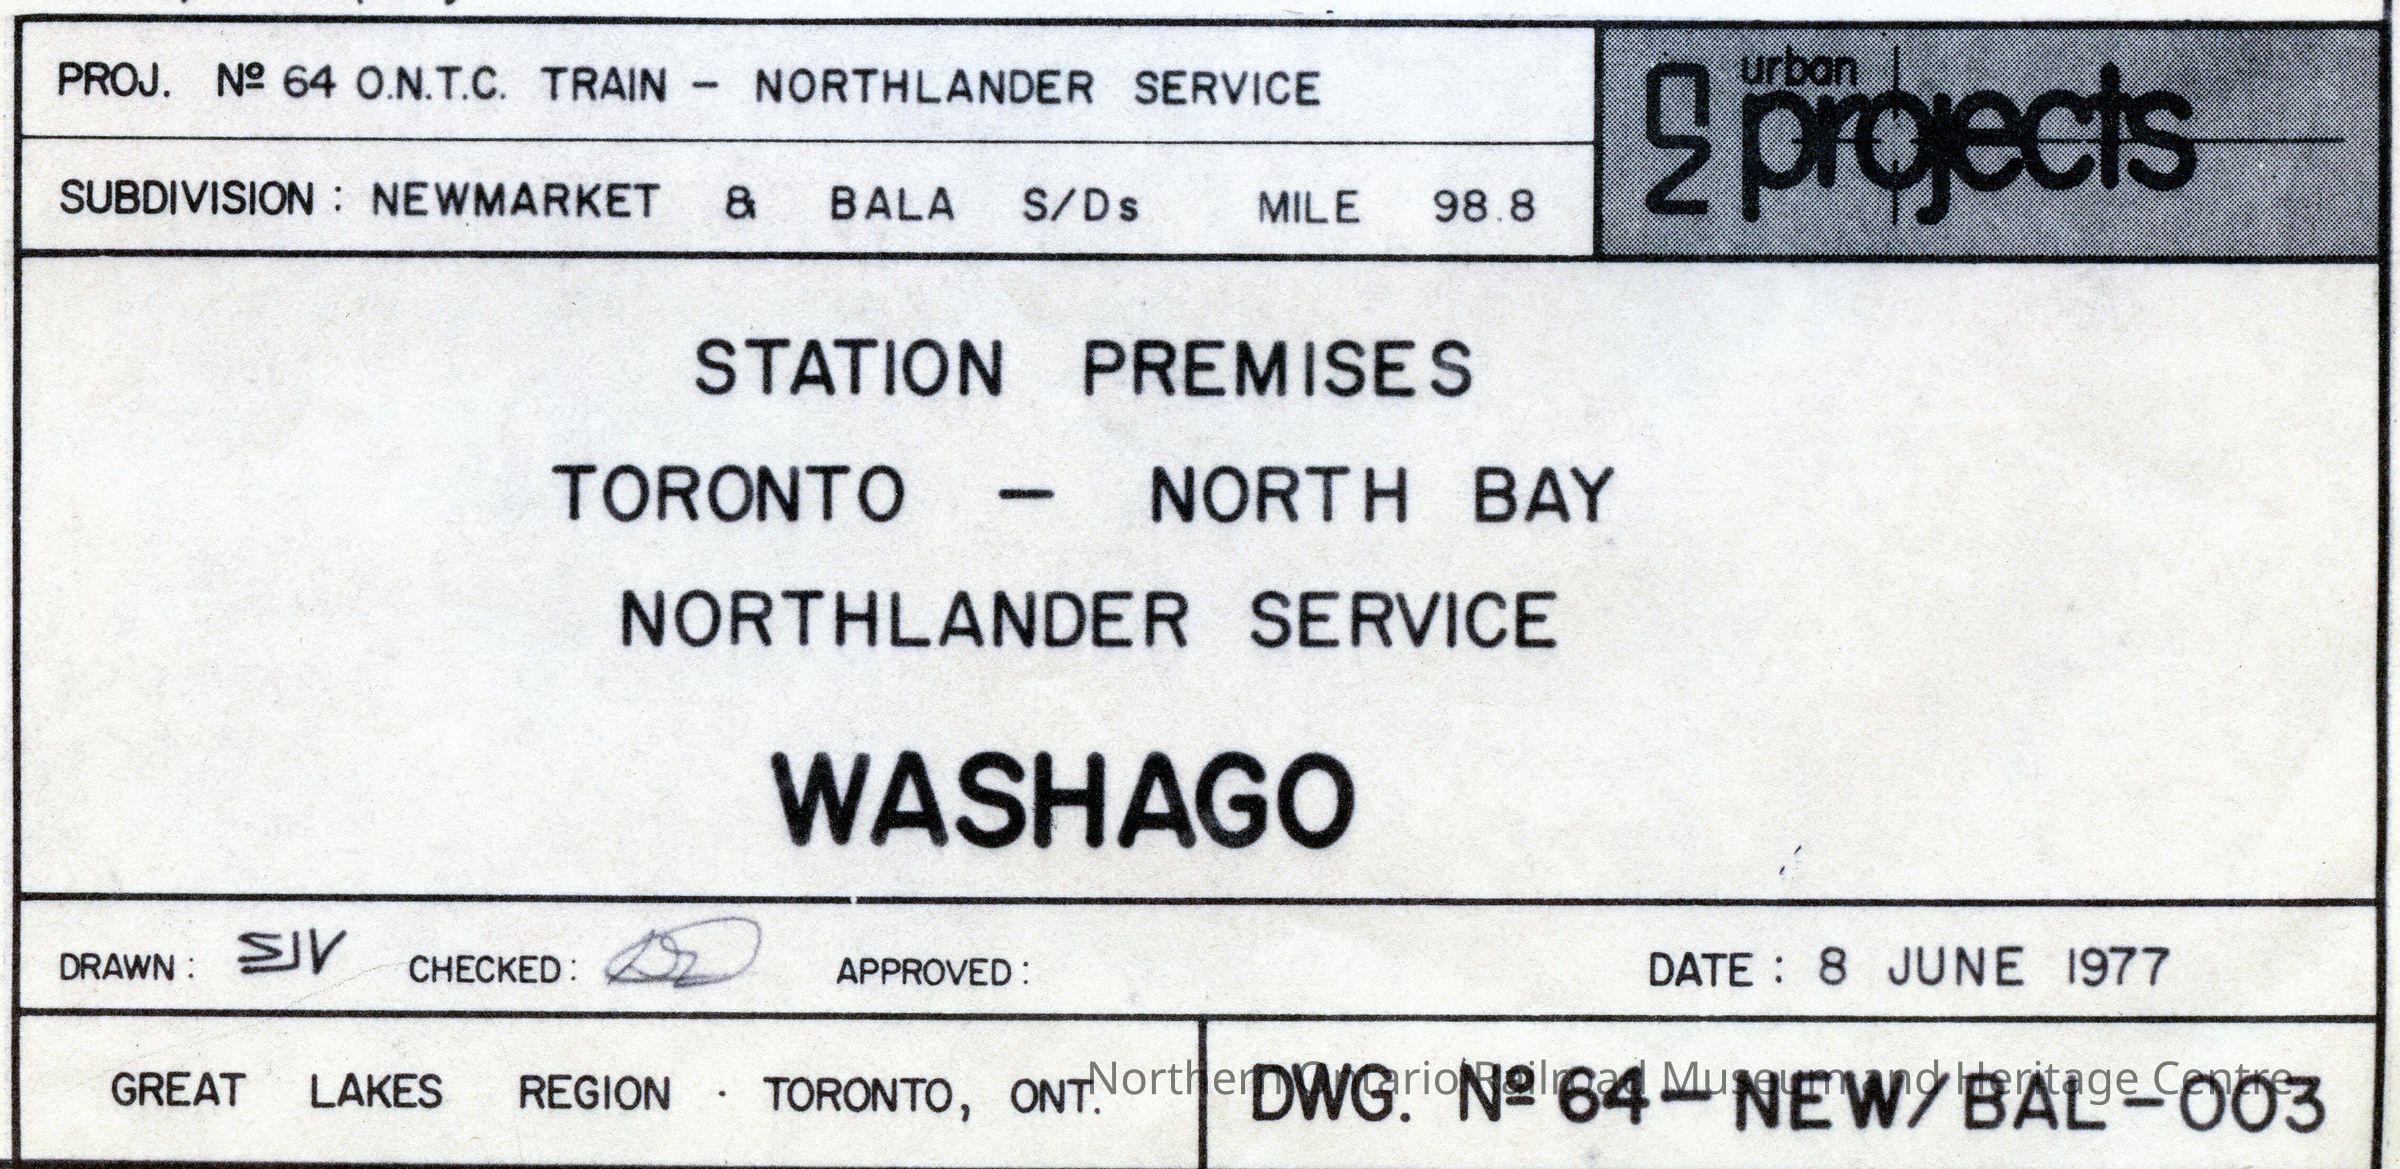 PROJ. Nº 64 O.N.T.C. TRAIN – NORTHLANDER SERVICE
urban
projects
SUBDIVISION : NEWMARKET & BALA S/Ds MILE 98.8
STATION PREMISES
TORONTO – NORTH BAY
NORTHLANDER SERVICE
WASHAGO
DRAWN: CHECKED: APPROVED: DATE : 8 JUNE 1977
GREAT LAKES REGION · TORONTO, ONT.
DWG. Nº 64–NEW/BAL–003
Northern Ontario Railroad Museum and Heritage Centre